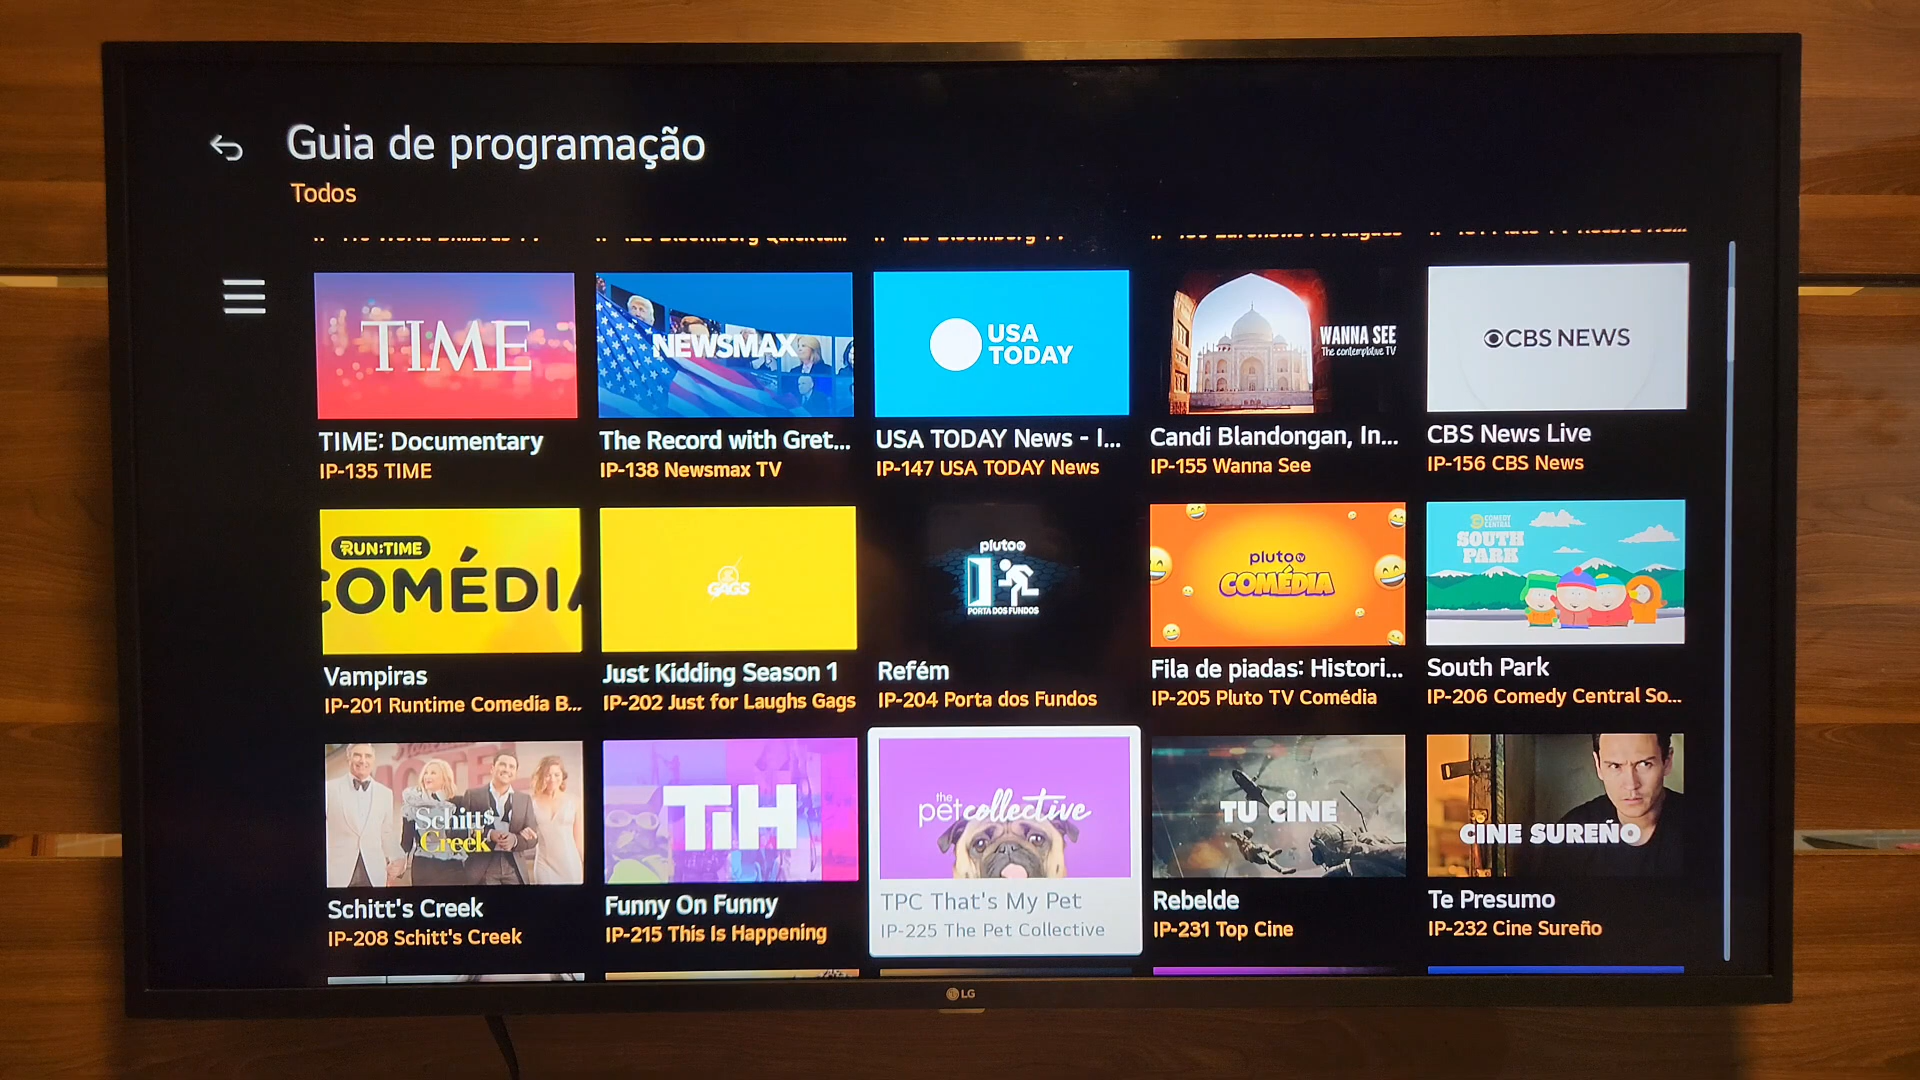 Guia de programação
Todos
TIME
NEWSMAX
USA
TODAY
WANNA SEE
The contemplative TV
CBS NEWS
TIME: Documentary
IP-135 TIME
The Record with Gret...
IP-138 Newsmax TV
USA TODAY News - I...
IP-147 USA TODAY News
Candi Blandongan, In...
IP-155 Wanna See
CBS News Live
IP-156 CBS News
RUN:TIME
COMÉDIA
GAGS
pluto tv
PORTA DOS FUNDOS
pluto tv
COMÉDIA
COMEDY
CENTRAL
SOUTH
PARK
Vampiras
IP-201 Runtime Comedia B...
Just Kidding Season 1
IP-202 Just for Laughs Gags
Refém
IP-204 Porta dos Fundos
Fila de piadas: Histori...
IP-205 Pluto TV Comédia
South Park
IP-206 Comedy Central So...
Schitt$
Creek
TiH
the
petcollective
TU CINE
CINE SUREÑO
Schitt's Creek
IP-208 Schitt's Creek
Funny On Funny
IP-215 This Is Happening
TPC That's My Pet
IP-225 The Pet Collective
Rebelde
IP-231 Top Cine
Te Presumo
IP-232 Cine Sureño
LG